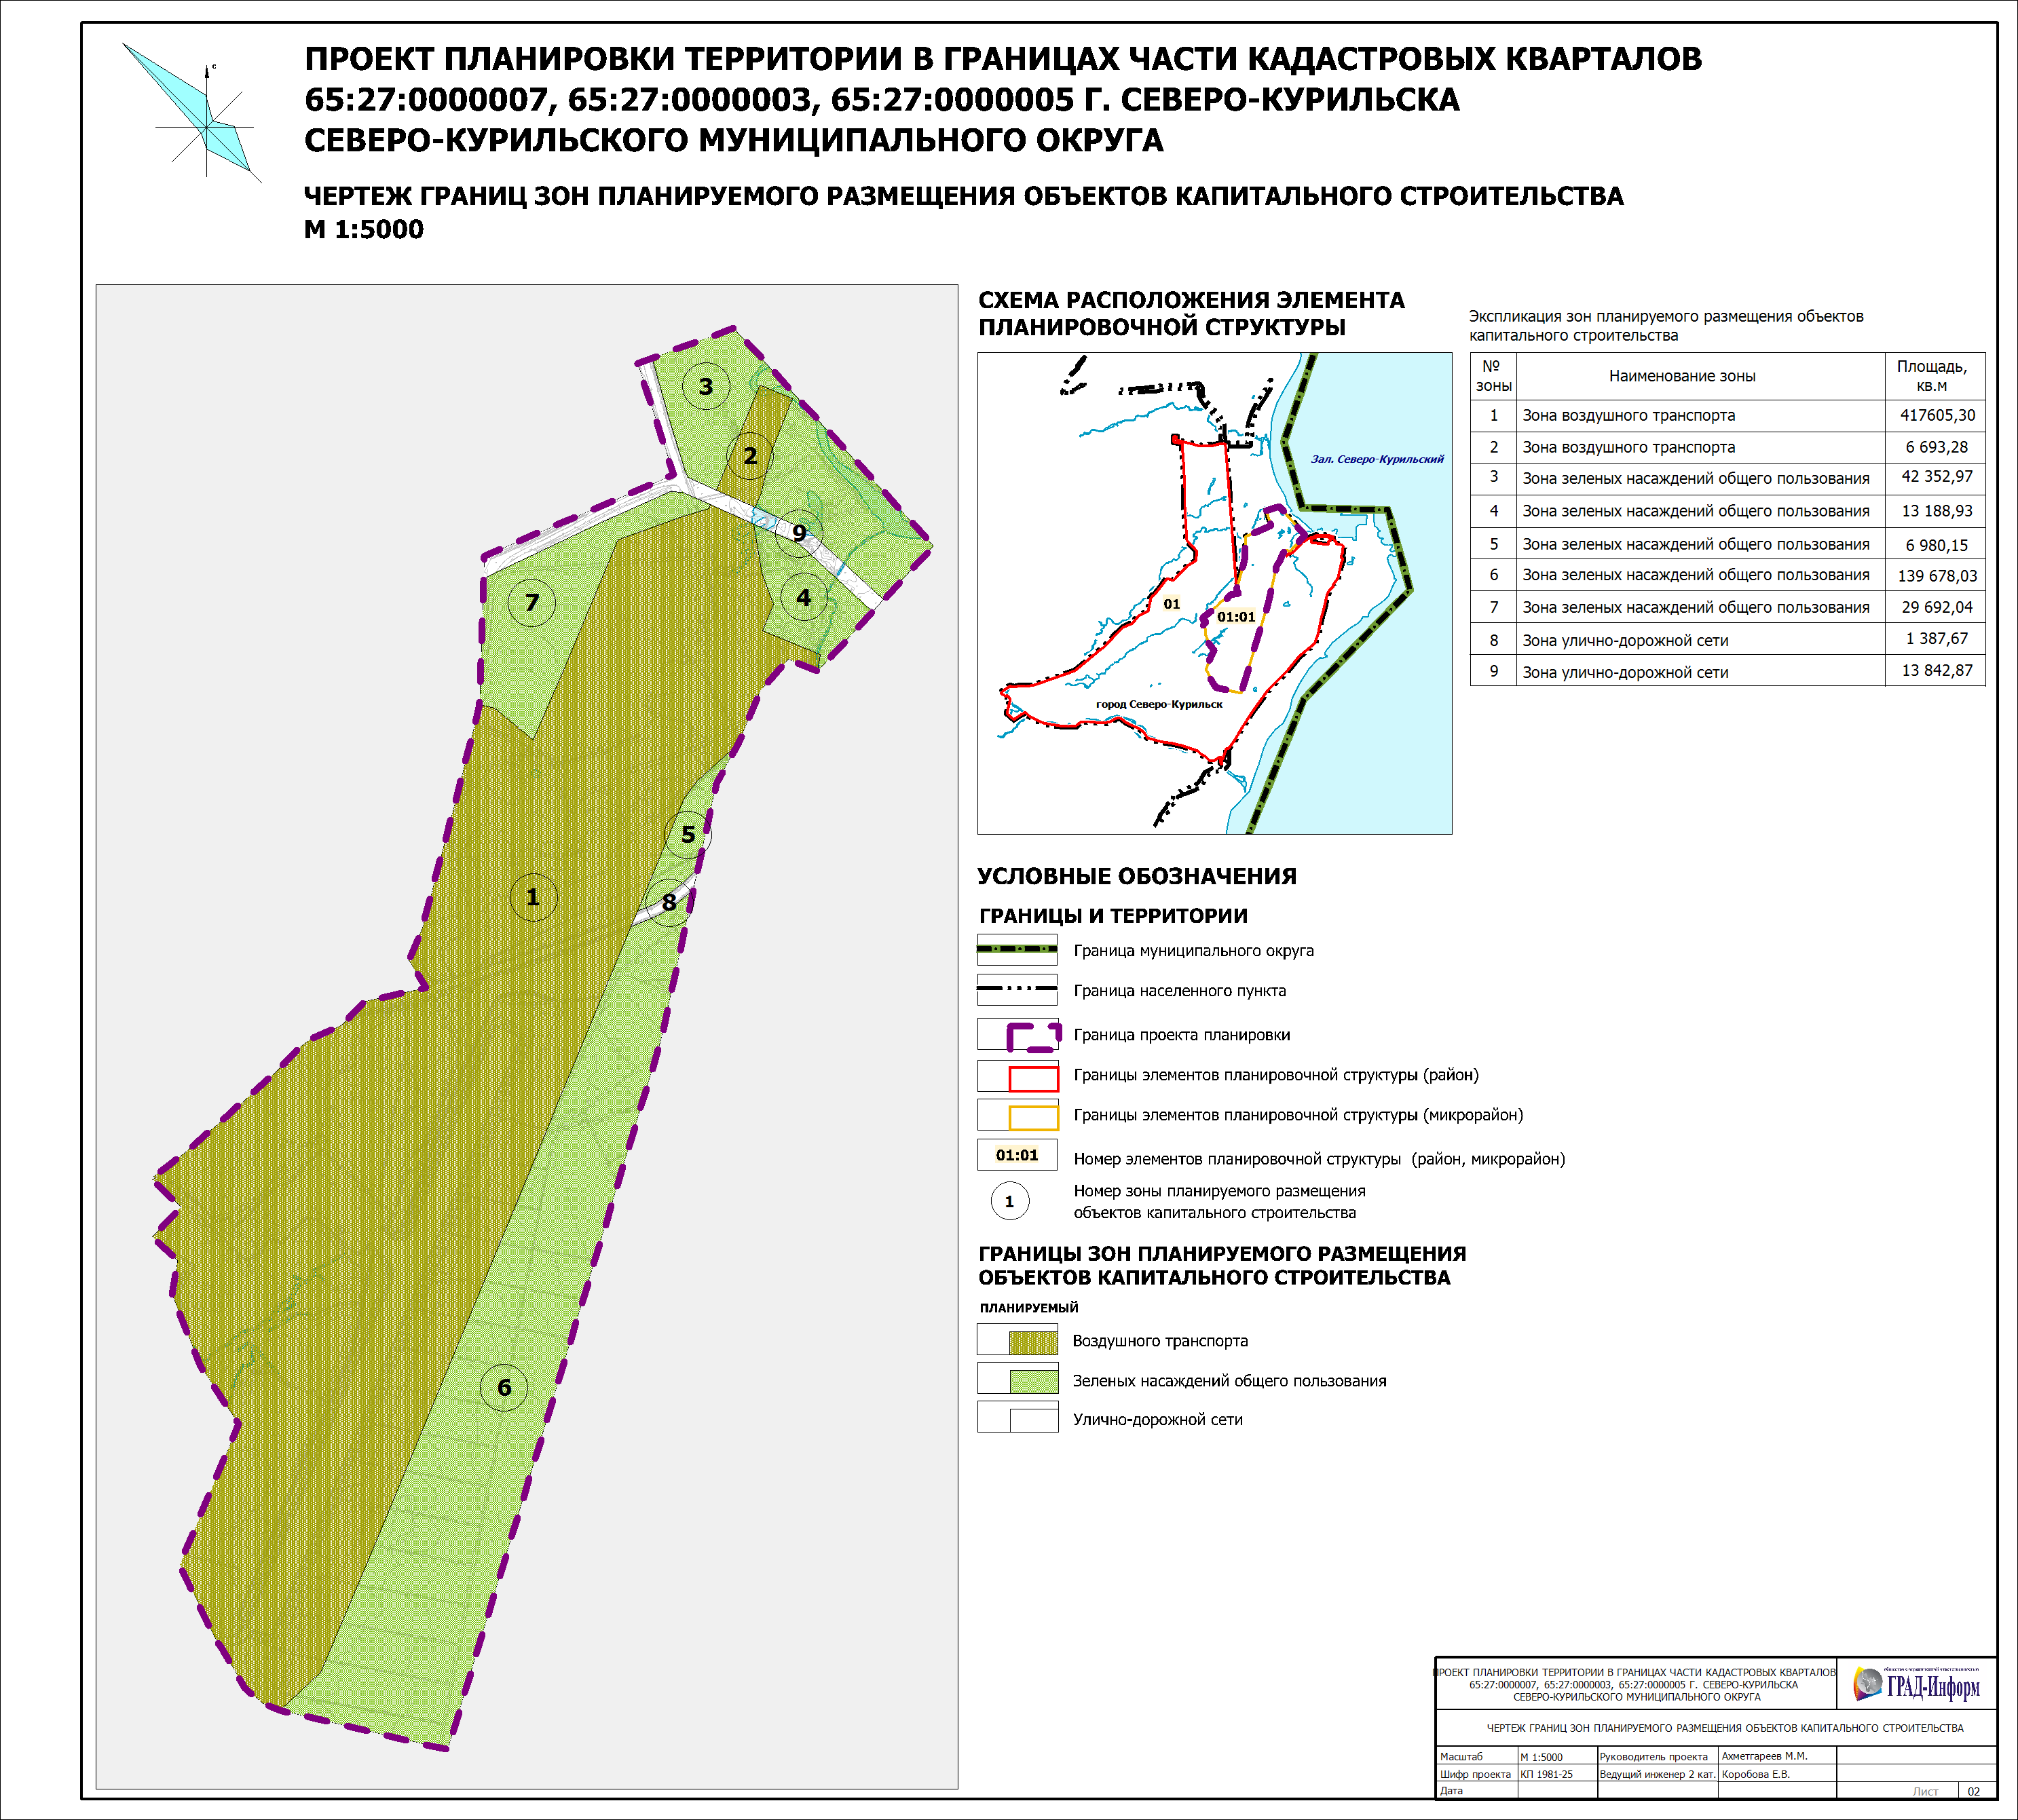 с
ПРОЕКТ ПЛАНИРОВКИ ТЕРРИТОРИИ В ГРАНИЦАХ ЧАСТИ КАДАСТРОВЫХ КВАРТАЛОВ
65:27:0000007, 65:27:0000003, 65:27:0000005 Г. СЕВЕРО-КУРИЛЬСКА
СЕВЕРО-КУРИЛЬСКОГО МУНИЦИПАЛЬНОГО ОКРУГА
ЧЕРТЕЖ ГРАНИЦ ЗОН ПЛАНИРУЕМОГО РАЗМЕЩЕНИЯ ОБЪЕКТОВ КАПИТАЛЬНОГО СТРОИТЕЛЬСТВА
М 1:5000
3
2
9
7
4
5
1
8
6
СХЕМА РАСПОЛОЖЕНИЯ ЭЛЕМЕНТА
ПЛАНИРОВОЧНОЙ СТРУКТУРЫ
Зал. Северо-Курильский
01
01:01
город Северо-Курильск
Экспликация зон планируемого размещения объектов
капитального строительства
№ зоны Наименование зоны Площадь, кв.м
1 Зона воздушного транспорта 417605,30
2 Зона воздушного транспорта 6 693,28
3 Зона зеленых насаждений общего пользования 42 352,97
4 Зона зеленых насаждений общего пользования 13 188,93
5 Зона зеленых насаждений общего пользования 6 980,15
6 Зона зеленых насаждений общего пользования 139 678,03
7 Зона зеленых насаждений общего пользования 29 692,04
8 Зона улично-дорожной сети 1 387,67
9 Зона улично-дорожной сети 13 842,87
УСЛОВНЫЕ ОБОЗНАЧЕНИЯ
ГРАНИЦЫ И ТЕРРИТОРИИ
Граница муниципального округа
Граница населенного пункта
Граница проекта планировки
Границы элементов планировочной структуры (район)
Границы элементов планировочной структуры (микрорайон)
01:01 Номер элементов планировочной структуры (район, микрорайон)
1 Номер зоны планируемого размещения
объектов капитального строительства
ГРАНИЦЫ ЗОН ПЛАНИРУЕМОГО РАЗМЕЩЕНИЯ
ОБЪЕКТОВ КАПИТАЛЬНОГО СТРОИТЕЛЬСТВА
ПЛАНИРУЕМЫЙ
Воздушного транспорта
Зеленых насаждений общего пользования
Улично-дорожной сети
ПРОЕКТ ПЛАНИРОВКИ ТЕРРИТОРИИ В ГРАНИЦАХ ЧАСТИ КАДАСТРОВЫХ КВАРТАЛОВ
65:27:0000007, 65:27:0000003, 65:27:0000005 Г. СЕВЕРО-КУРИЛЬСКА
СЕВЕРО-КУРИЛЬСКОГО МУНИЦИПАЛЬНОГО ОКРУГА
ГРАД-Информ
ЧЕРТЕЖ ГРАНИЦ ЗОН ПЛАНИРУЕМОГО РАЗМЕЩЕНИЯ ОБЪЕКТОВ КАПИТАЛЬНОГО СТРОИТЕЛЬСТВА
Масштаб М 1:5000 Руководитель проекта Ахметгареев М.М.
Шифр проекта КП 1981-25 Ведущий инженер 2 кат. Коробова Е.В.
Дата Лист 02